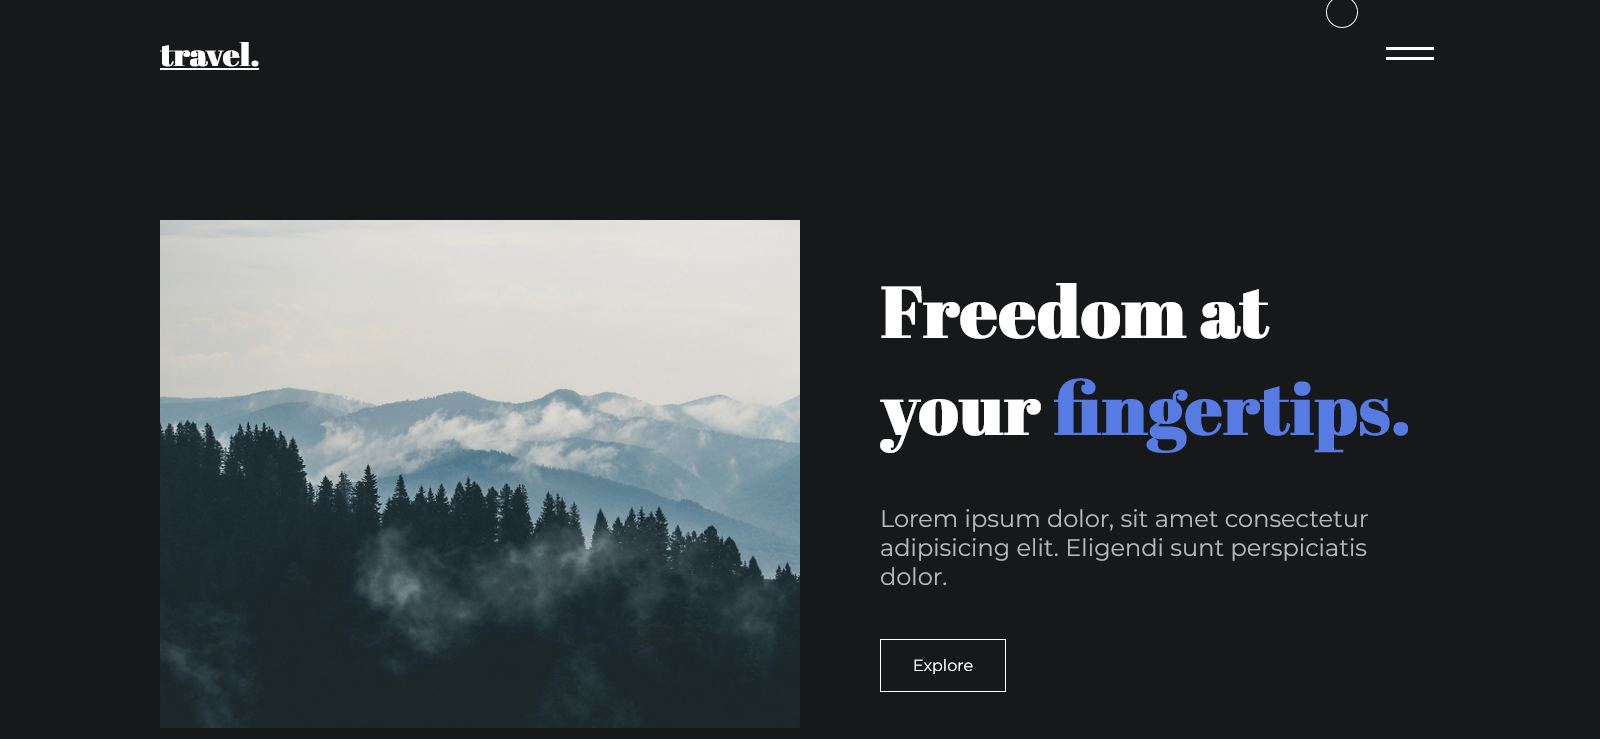 travel.
Freedom at
your fingertips.
Lorem ipsum dolor, sit amet consectetur
adipisicing elit. Eligendi sunt perspiciatis
dolor.
Explore